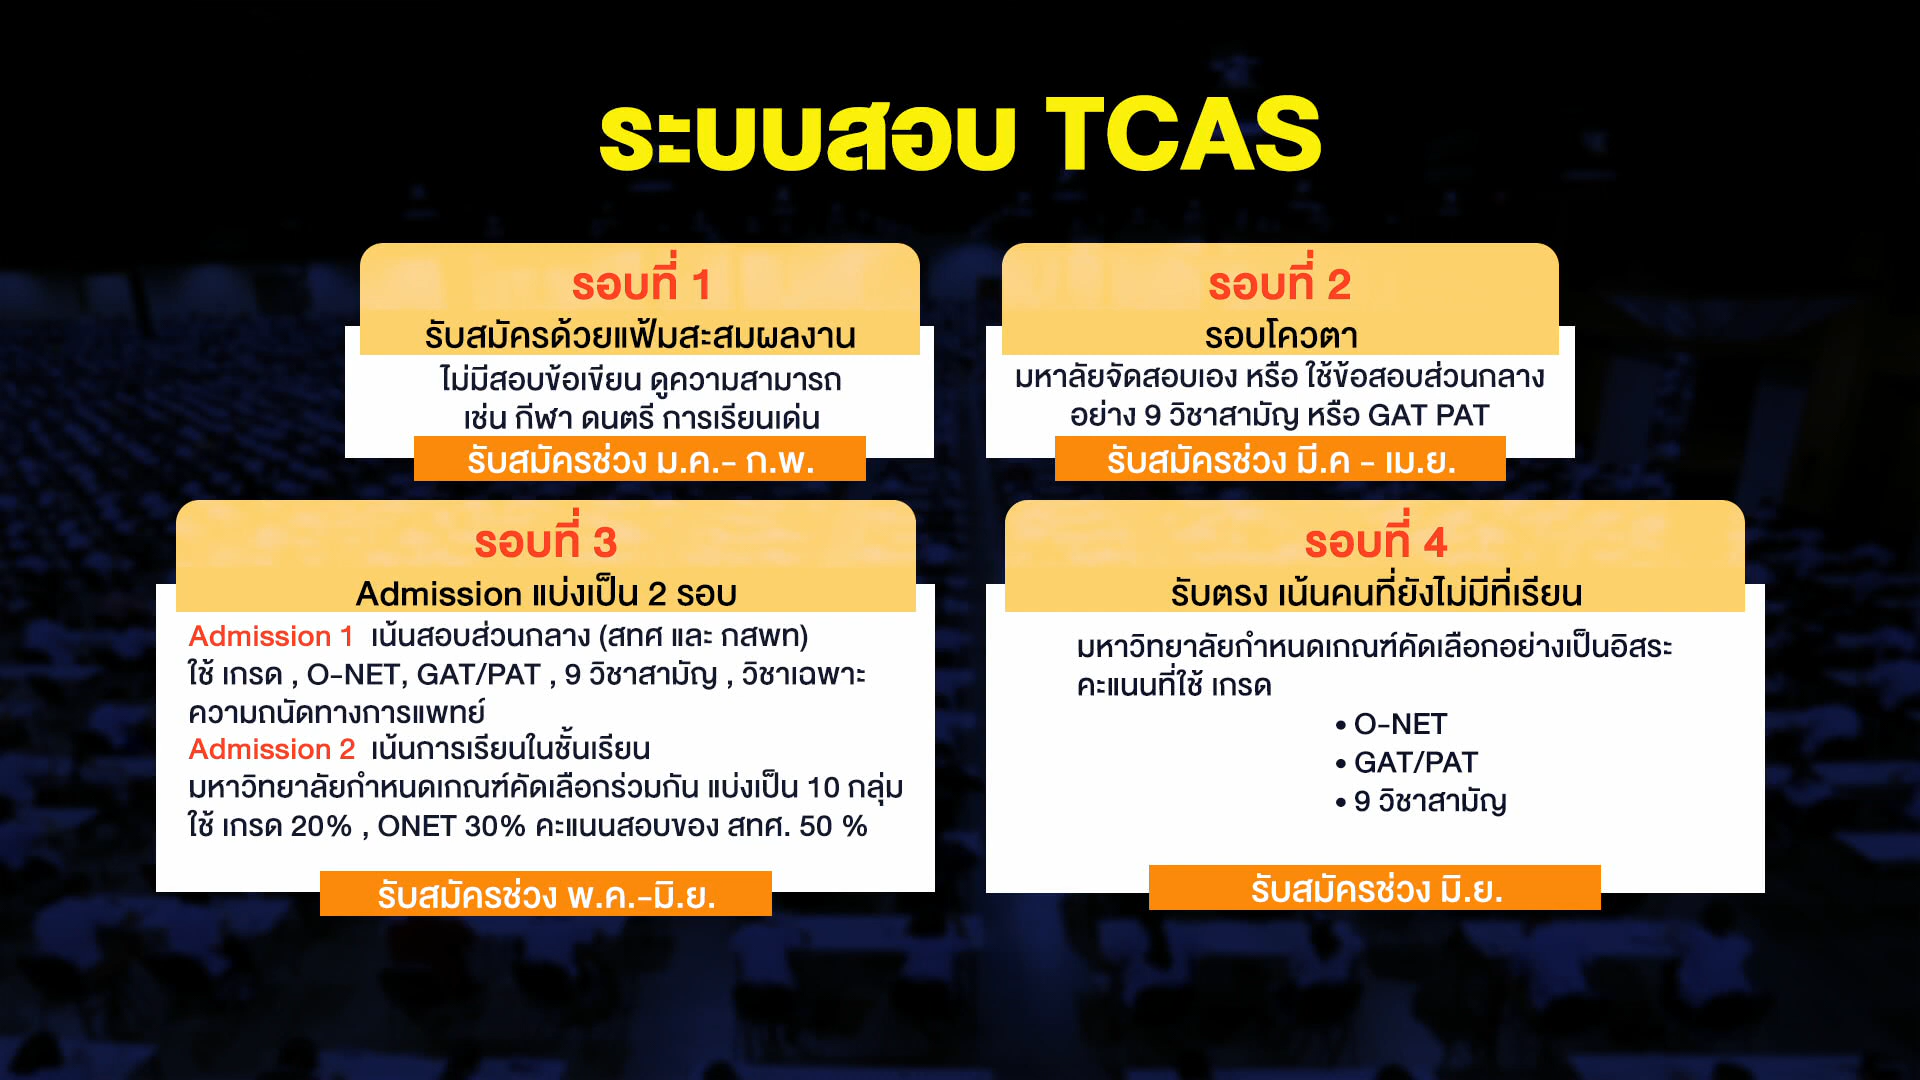 ระบบสอบ TCAS
รอบที่ 1
รับสมัครด้วยแฟ้มสะสมผลงาน
ไม่มีสอบข้อเขียน ดูความสามารถ
เช่น กีฬา ดนตรี การเรียนเด่น
รับสมัครช่วง ม.ค.- ก.พ.
รอบที่ 2
รอบโควตา
มหาลัยจัดสอบเอง หรือ ใช้ข้อสอบส่วนกลาง
อย่าง 9 วิชาสามัญ หรือ GAT PAT
รับสมัครช่วง มี.ค - เม.ย.
รอบที่ 3
Admission แบ่งเป็น 2 รอบ
Admission 1 เน้นสอบส่วนกลาง (สทศ และ กสพท)
ใช้ เกรด , O-NET, GAT/PAT , 9 วิชาสามัญ , วิชาเฉพาะ
ความถนัดทางการแพทย์
Admission 2 เน้นการเรียนในชั้นเรียน
มหาวิทยาลัยกำหนดเกณฑ์คัดเลือกร่วมกัน แบ่งเป็น 10 กลุ่ม
ใช้ เกรด 20% , ONET 30% คะแนนสอบของ สทศ. 50 %
รับสมัครช่วง พ.ค.-มิ.ย.
รอบที่ 4
รับตรง เน้นคนที่ยังไม่มีที่เรียน
มหาวิทยาลัยกำหนดเกณฑ์คัดเลือกอย่างเป็นอิสระ
คะแนนที่ใช้ เกรด
• O-NET
• GAT/PAT
• 9 วิชาสามัญ
รับสมัครช่วง มิ.ย.